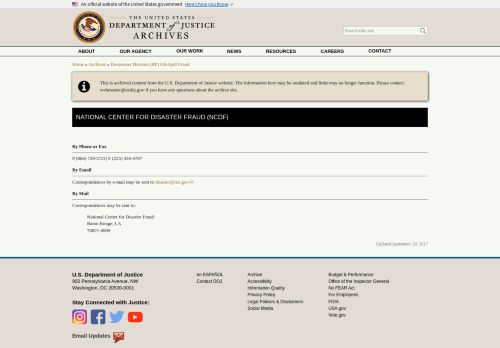 An official website of the United States government Here's how you know
THE UNITED STATES
DEPARTMENT of JUSTICE
ARCHIVES
Search this site
ABOUT OUR AGENCY OUR WORK NEWS RESOURCES CAREERS CONTACT
Home » Archives » Deepwater Horizon (BP) Oil Spill Fraud
This is archived content from the U.S. Department of Justice website. The information here may be outdated and links may no longer function. Please contact
webmaster@usdoj.gov if you have any questions about the archive site.
NATIONAL CENTER FOR DISASTER FRAUD (NCDF)
By Phone or Fax
P (866) 720-5721| F (225) 334-4707
By Email
Correspondences by e-mail may be sent to disaster@leo.gov
By Mail
Correspondences may be sent to:
National Center for Disaster Fraud
Baton Rouge, LA
70821-4909
Updated September 20, 2017
U.S. Department of Justice
950 Pennsylvania Avenue, NW
Washington, DC 20530-0001
Stay Connected with Justice:
Email Updates
en ESPAÑOL
Contact DOJ
Archive
Accessibility
Information Quality
Privacy Policy
Legal Policies & Disclaimers
Social Media
Budget & Performance
Office of the Inspector General
No FEAR Act
For Employees
FOIA
USA.gov
Vote.gov